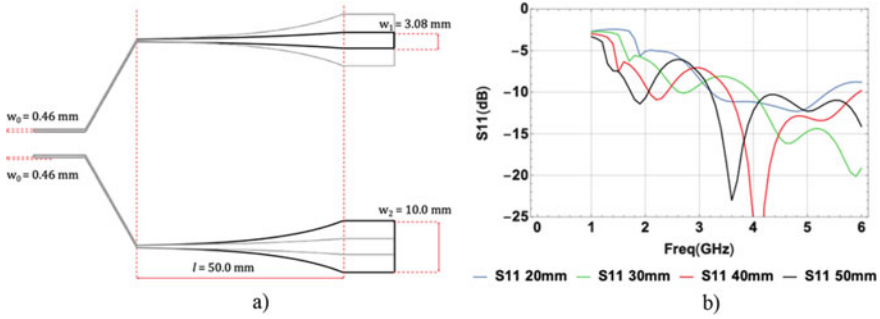 w₁ = 3.08 mm
w₀ = 0.46 mm
w₀ = 0.46 mm
w₂ = 10.0 mm
l = 50.0 mm
a)
0
−5
−10
−15
−20
−25
S11(dB)
0 1 2 3 4 5 6
Freq(GHz)
S11 20mm S11 30mm S11 40mm S11 50mm
b)